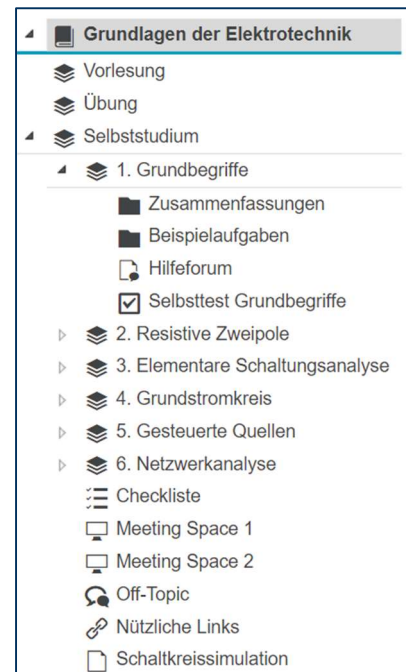 Grundlagen der Elektrotechnik
Vorlesung
Übung
Selbststudium
1. Grundbegriffe
Zusammenfassungen
Beispielaufgaben
Hilfeforum
Selbsttest Grundbegriffe
2. Resistive Zweipole
3. Elementare Schaltungsanalyse
4. Grundstromkreis
5. Gesteuerte Quellen
6. Netzwerkanalyse
Checkliste
Meeting Space 1
Meeting Space 2
Off-Topic
Nützliche Links
Schaltkreissimulation